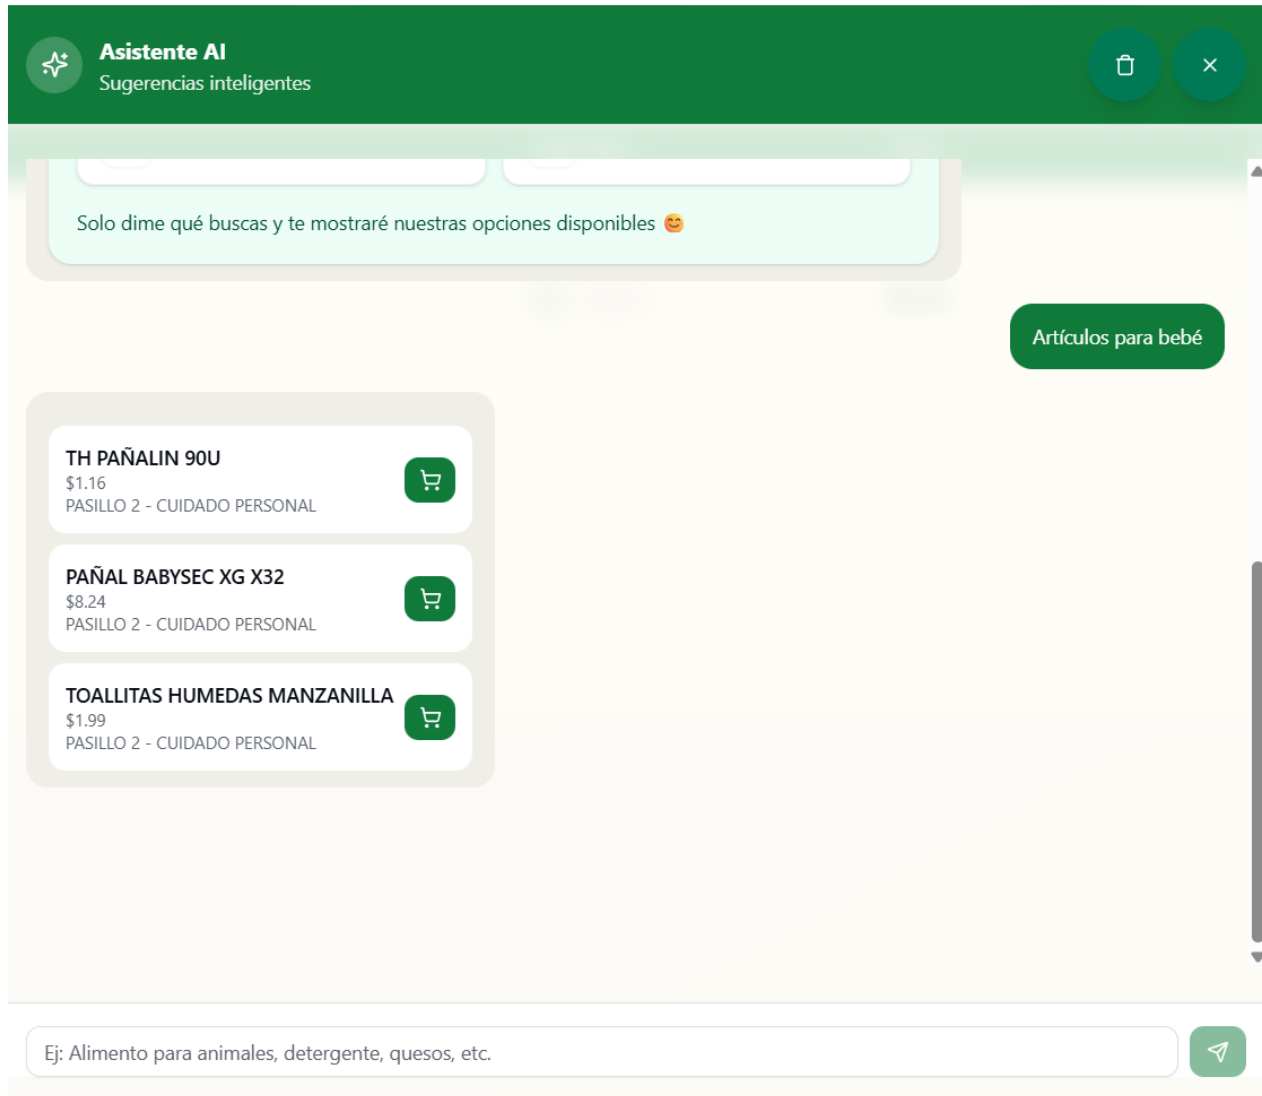 Asistente AI
Sugerencias inteligentes
Solo dime qué buscas y te mostraré nuestras opciones disponibles 😊
Artículos para bebé
TH PAÑALIN 90U
$1.16
PASILLO 2 - CUIDADO PERSONAL
PAÑAL BABYSEC XG X32
$8.24
PASILLO 2 - CUIDADO PERSONAL
TOALLITAS HUMEDAS MANZANILLA
$1.99
PASILLO 2 - CUIDADO PERSONAL
Ej: Alimento para animales, detergente, quesos, etc.